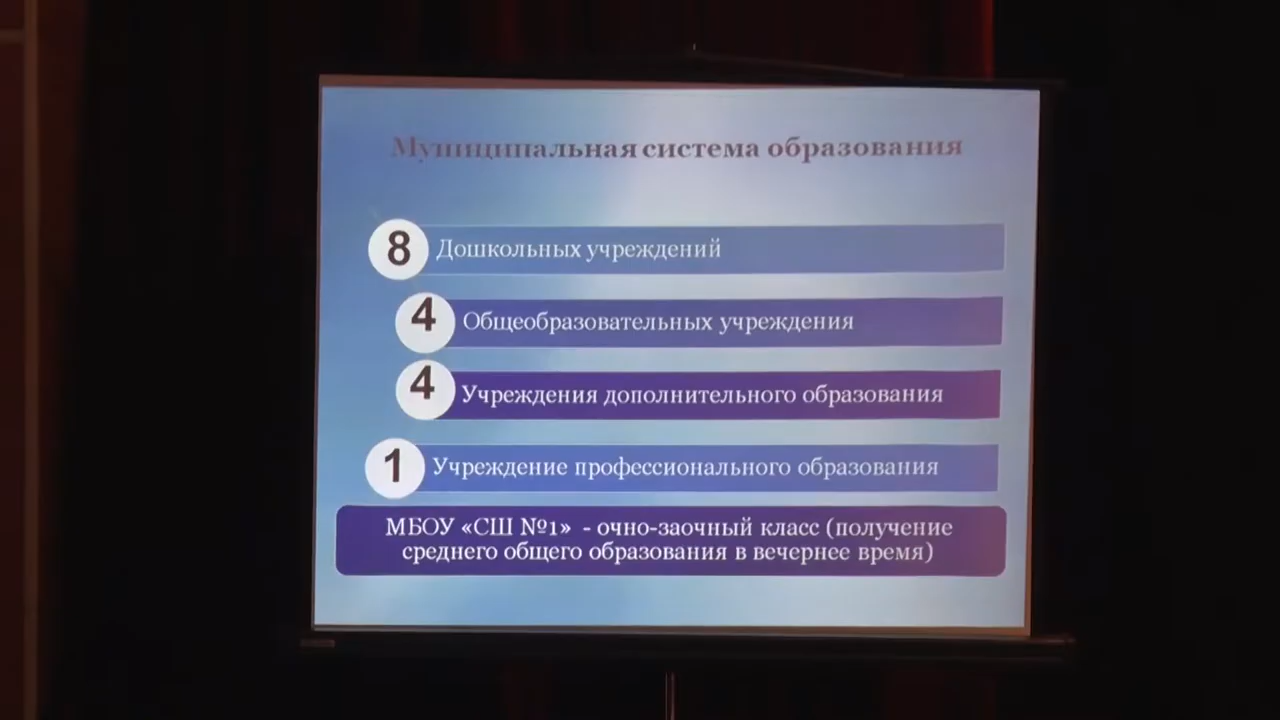 Муниципальная система образования
8 Дошкольных учреждений
4 Общеобразовательных учреждения
4 Учреждения дополнительного образования
1 Учреждение профессионального образования
МБОУ «СШ №1» - очно-заочный класс (получение
среднего общего образования в вечернее время)